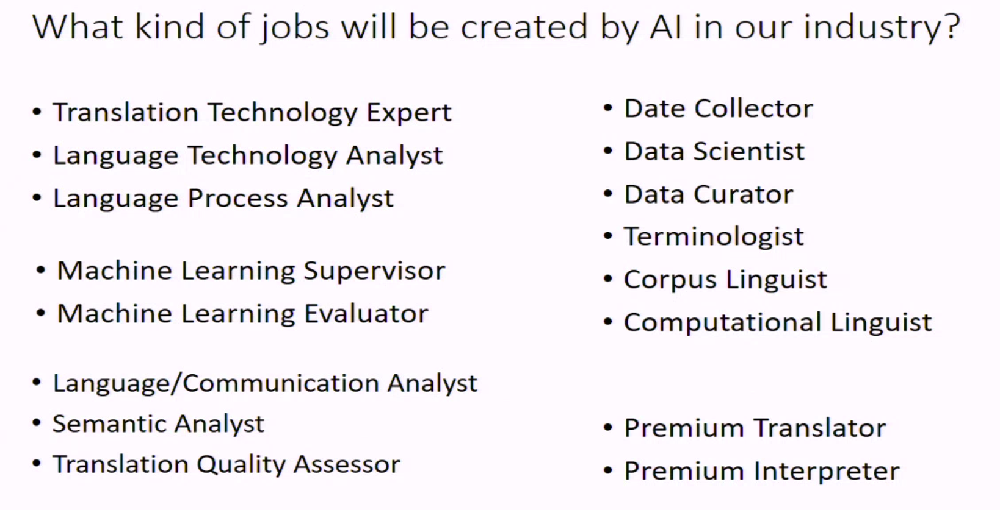 What kind of jobs will be created by AI in our industry?
• Translation Technology Expert
• Language Technology Analyst
• Language Process Analyst
• Machine Learning Supervisor
• Machine Learning Evaluator
• Language/Communication Analyst
• Semantic Analyst
• Translation Quality Assessor
• Date Collector
• Data Scientist
• Data Curator
• Terminologist
• Corpus Linguist
• Computational Linguist
• Premium Translator
• Premium Interpreter